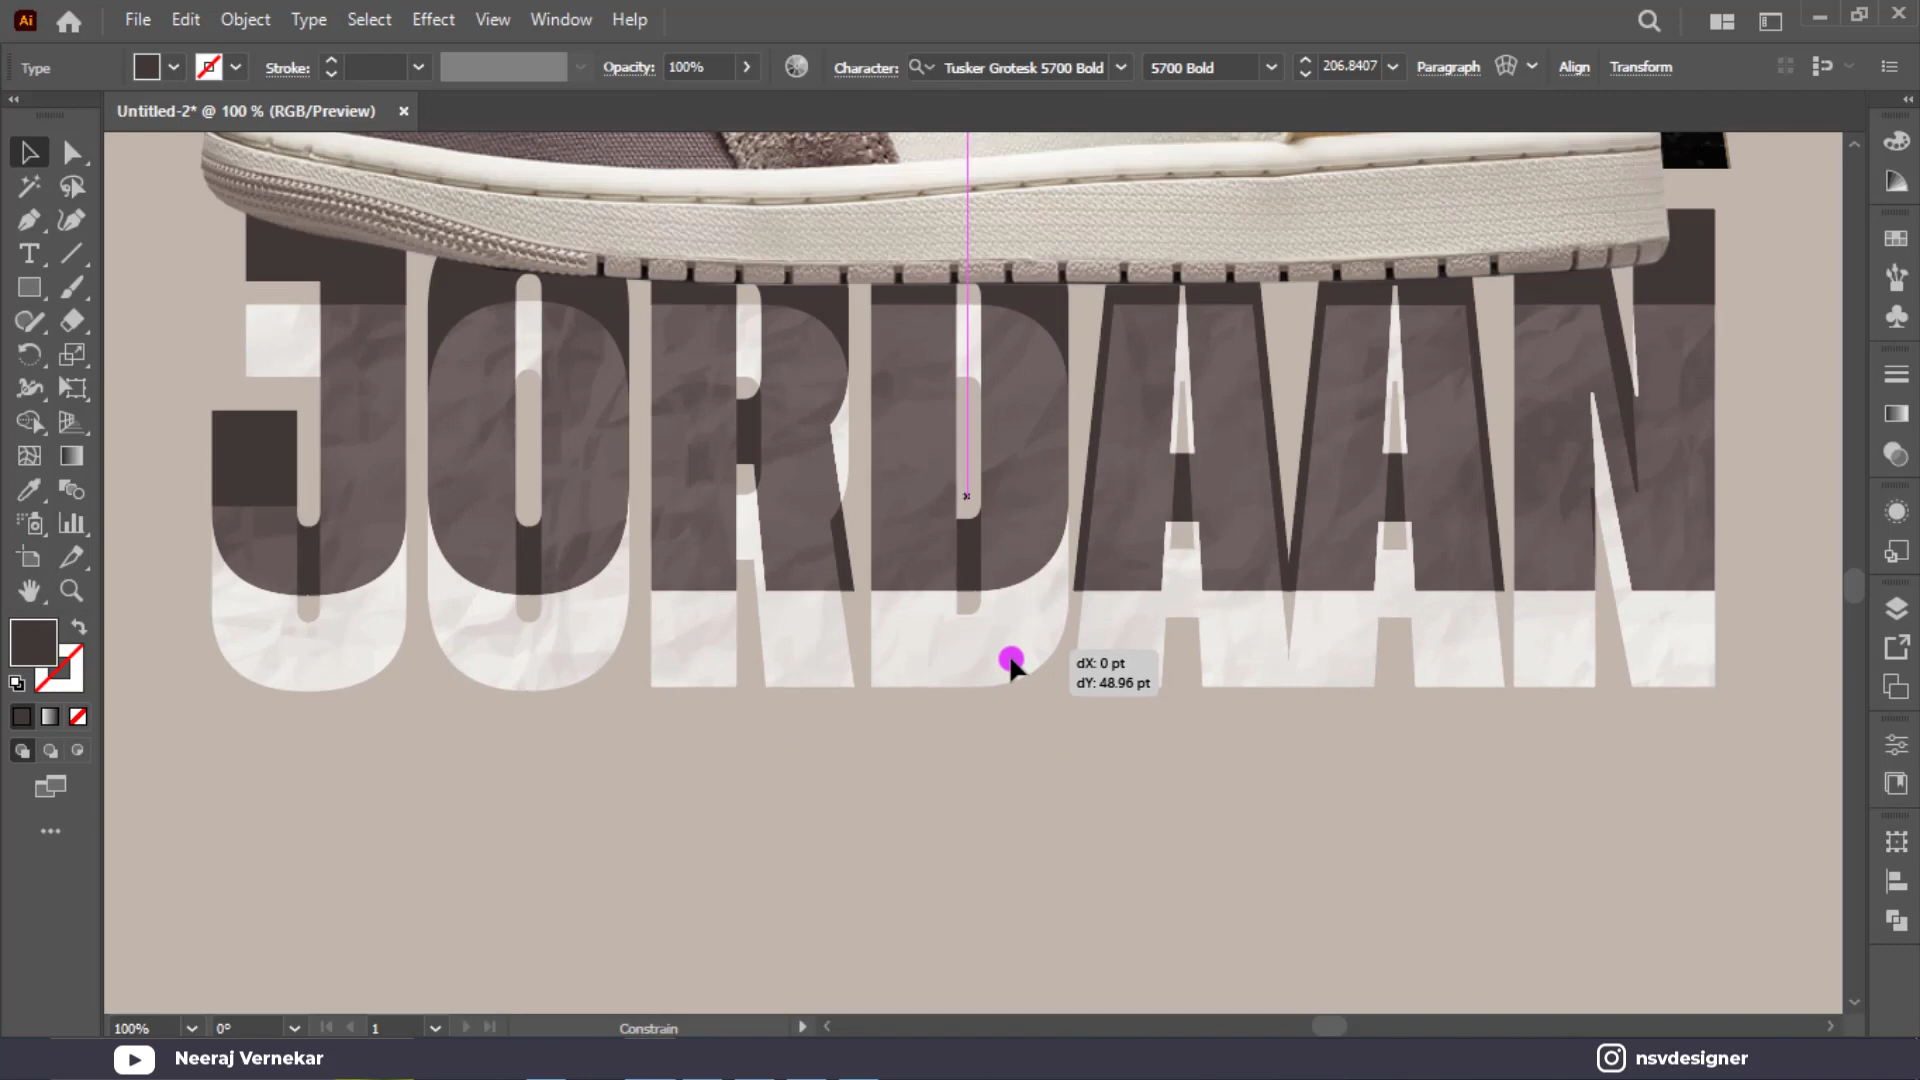 Ai File Edit Object Type Select Effect View Window Help
Type Stroke: Opacity: 100% Character: Tusker Grotesk 5700 Bold 5700 Bold 206.8407 Paragraph Align Transform
Untitled-2* @ 100 % (RGB/Preview)
JORDAAN
dX: 0 pt
dY: 48.96 pt
100% 0° 1 Constrain
Neeraj Vernekar nsvdesigner